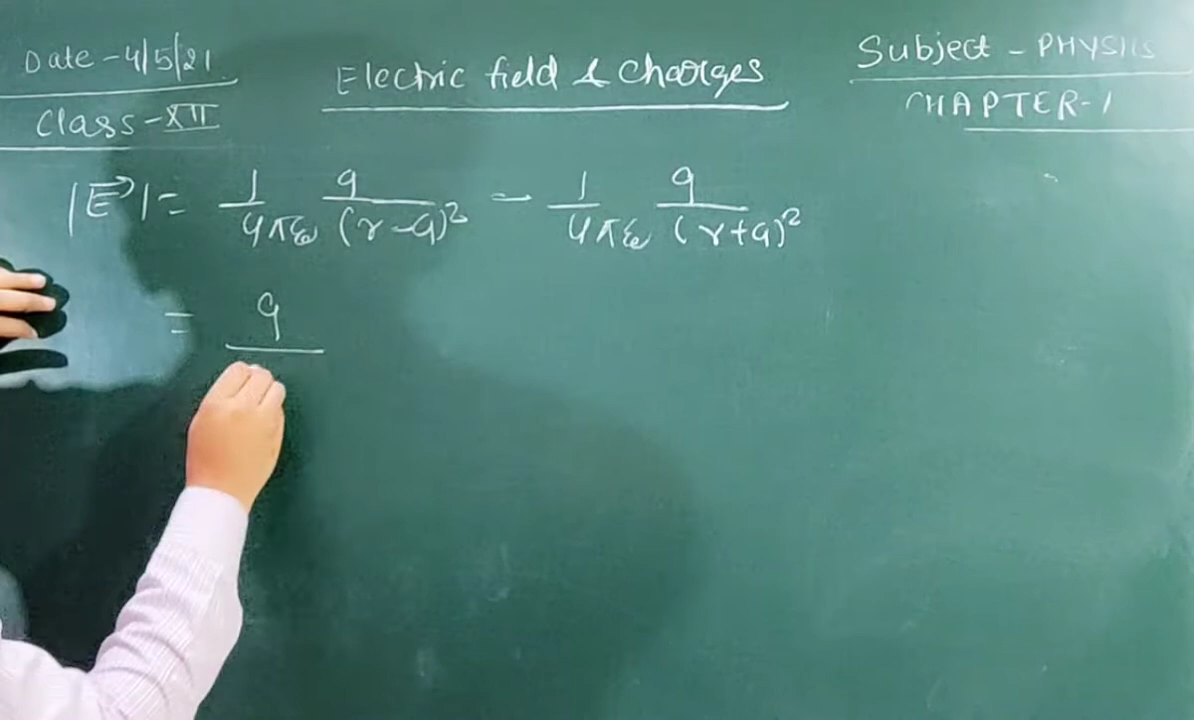 Date - 4/5/21
Class - XII
Electric field & Charges
Subject - PHYSICS
CHAPTER-1
|E⃗| = 1/4πε₀ q/(r-a)² - 1/4πε₀ q/(r+a)²
= q